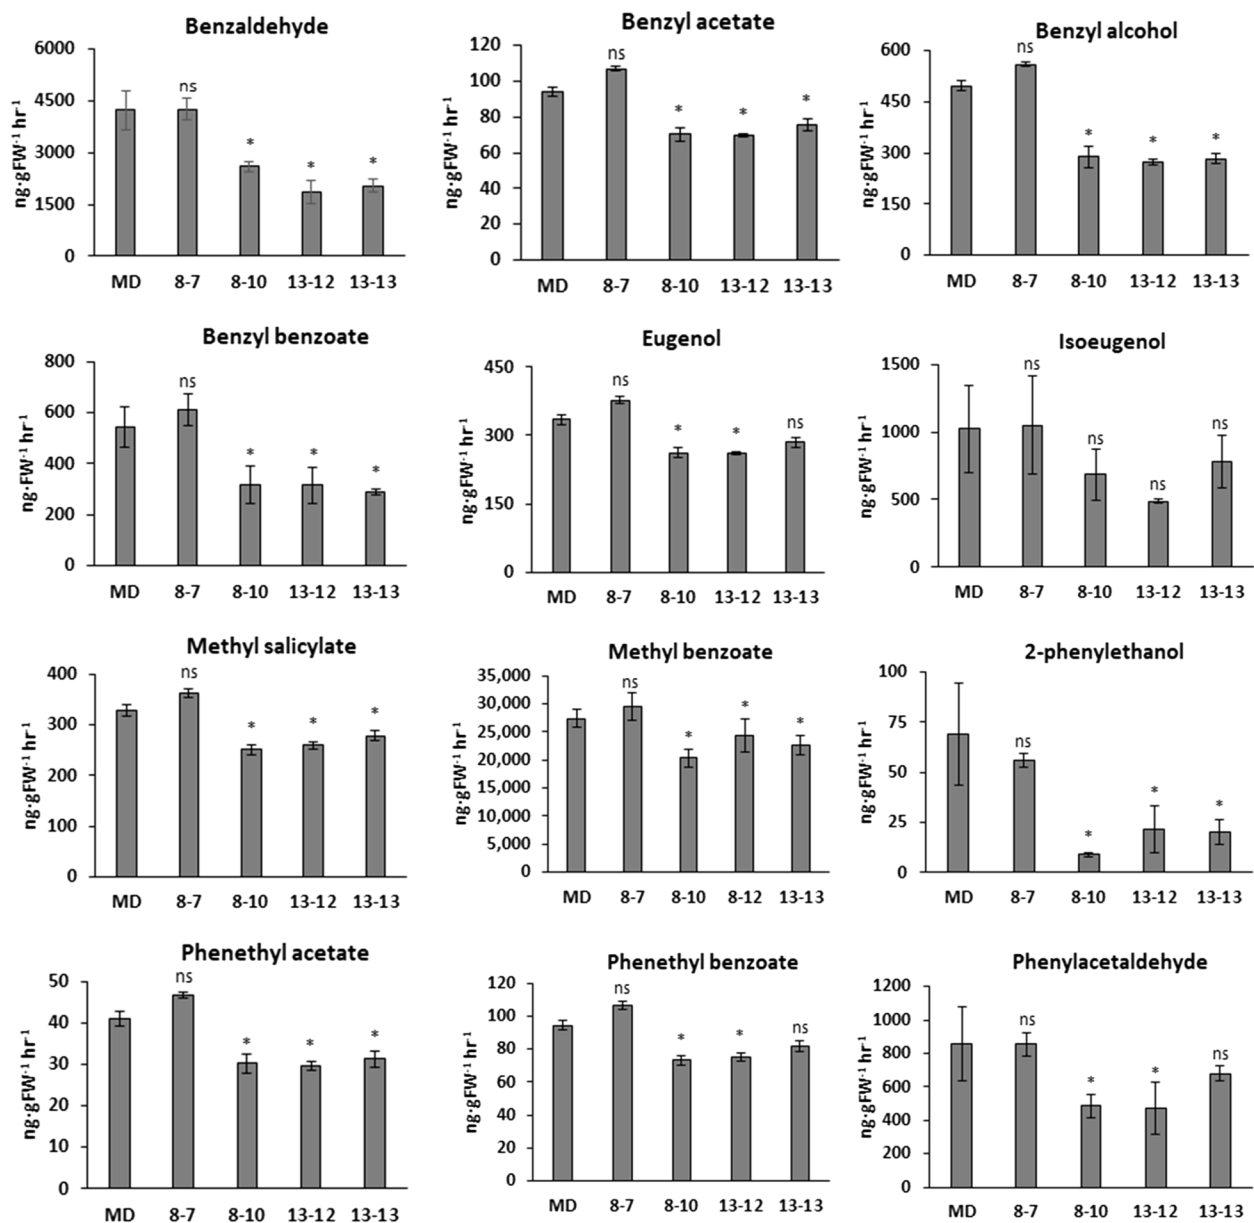 Benzaldehyde
6000
4500
3000
1500
0
ng·gFW⁻¹ hr⁻¹
ns
*
*
*
MD 8-7 8-10 13-12 13-13
Benzyl acetate
120
100
80
60
40
20
0
ng·gFW⁻¹ hr⁻¹
ns
*
*
*
MD 8-7 8-10 13-12 13-13
Benzyl alcohol
600
450
300
150
0
ng·gFW⁻¹ hr⁻¹
ns
*
*
*
MD 8-7 8-10 13-12 13-13
Benzyl benzoate
800
600
400
200
0
ng·FW⁻¹ hr⁻¹
ns
*
*
*
MD 8-7 8-10 13-12 13-13
Eugenol
450
300
150
0
ng·gFW⁻¹ hr⁻¹
ns
*
*
ns
MD 8-7 8-10 13-12 13-13
Isoeugenol
1500
1000
500
0
ng·gFW⁻¹ hr⁻¹
ns
ns
ns
ns
MD 8-7 8-10 13-12 13-13
Methyl salicylate
400
300
200
100
0
ng·gFW⁻¹ hr⁻¹
ns
*
*
*
MD 8-7 8-10 13-12 13-13
Methyl benzoate
35,000
30,000
25,000
20,000
15,000
10,000
5,000
0
ng·gFW⁻¹ hr⁻¹
ns
*
*
*
MD 8-7 8-10 8-12 13-13
2-phenylethanol
100
75
50
25
0
ng·gFW⁻¹ hr⁻¹
ns
*
*
*
MD 8-7 8-10 13-12 13-13
Phenethyl acetate
50
40
30
20
10
0
ng·gFW⁻¹ hr⁻¹
ns
*
*
*
MD 8-7 8-10 13-12 13-13
Phenethyl benzoate
120
100
80
60
40
20
0
ng·gFW⁻¹ hr⁻¹
ns
*
*
ns
MD 8-7 8-10 13-12 13-13
Phenylacetaldehyde
1200
1000
800
600
400
200
0
ng·gFW⁻¹ hr⁻¹
ns
*
*
ns
MD 8-7 8-10 13-12 13-13